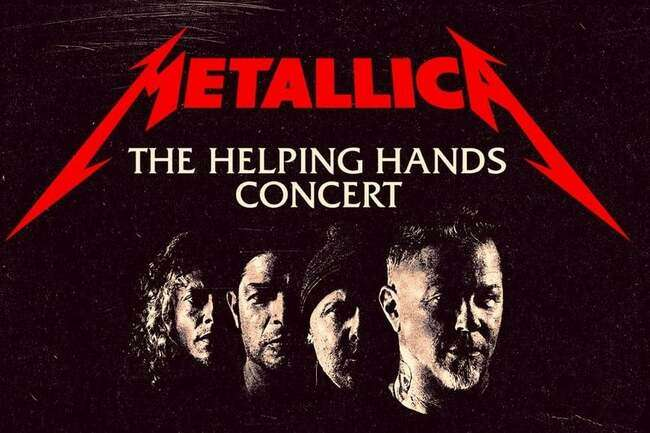 METALLICA
THE HELPING HANDS
CONCERT